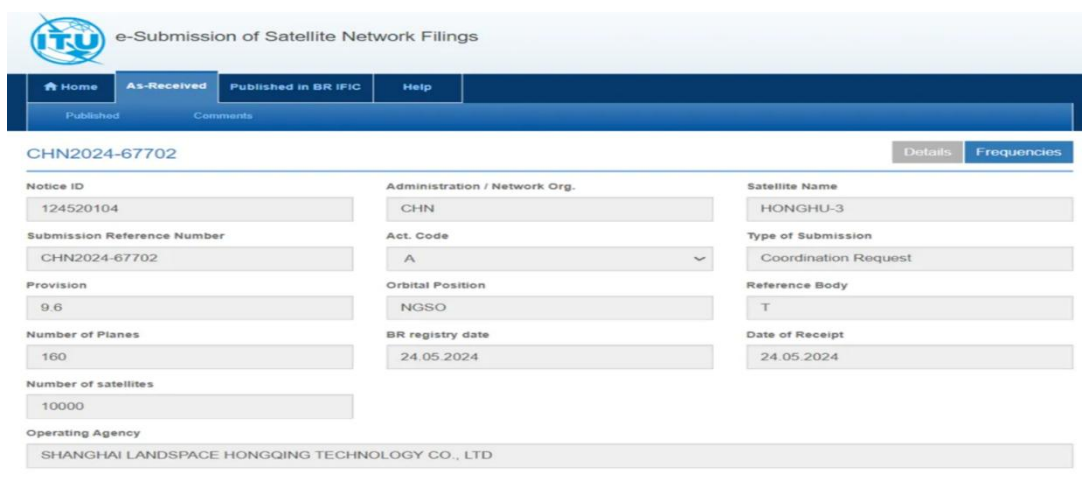 ITU
e-Submission of Satellite Network Filings
Home As-Received Published in BR IFIC Help
Published Comments
CHN2024-67702 Details Frequencies
Notice ID Administration / Network Org. Satellite Name
124520104 CHN HONGHU-3
Submission Reference Number Act. Code Type of Submission
CHN2024-67702 A Coordination Request
Provision Orbital Position Reference Body
9.6 NGSO T
Number of Planes BR registry date Date of Receipt
160 24.05.2024 24.05.2024
Number of satellites
10000
Operating Agency
SHANGHAI LANDSPACE HONGQING TECHNOLOGY CO., LTD